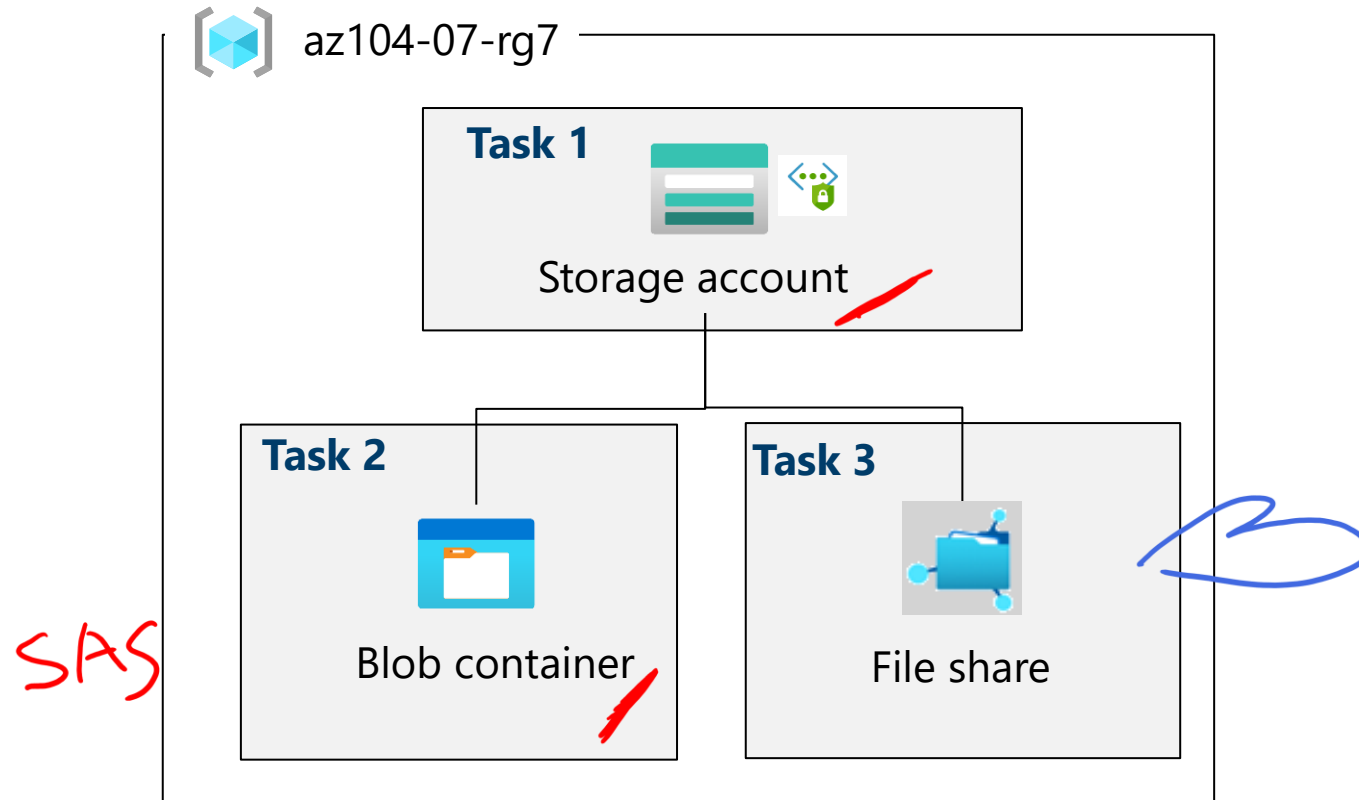 az104-07-rg7
Task 1
Storage account
Task 2
Task 3
SAS
Blob container
File share